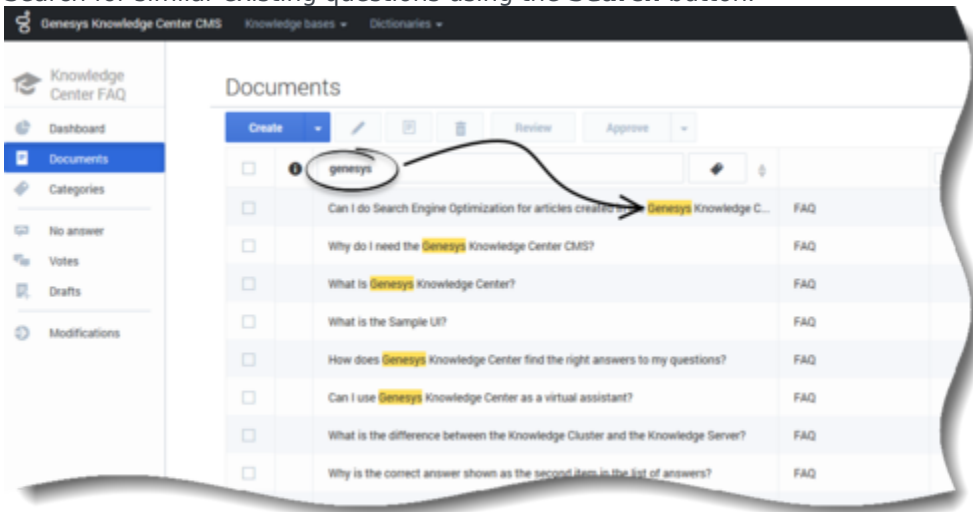 Search for similar existing questions using the Search button.
Genesys Knowledge Center CMS Knowledge bases Dictionaries
Knowledge
Center FAQ
Documents
Create Review Approve
Dashboard
Documents
genesys
Categories
Can I do Search Engine Optimization for articles created in the Genesys Knowledge C... FAQ
No answer
Why do I need the Genesys Knowledge Center CMS? FAQ
Votes
What is Genesys Knowledge Center? FAQ
Drafts
What is the Sample UI? FAQ
Modifications
How does Genesys Knowledge Center find the right answers to my questions? FAQ
Can I use Genesys Knowledge Center as a virtual assistant? FAQ
What is the difference between the Knowledge Cluster and the Knowledge Server? FAQ
Why is the correct answer shown as the second item in the list of answers? FAQ